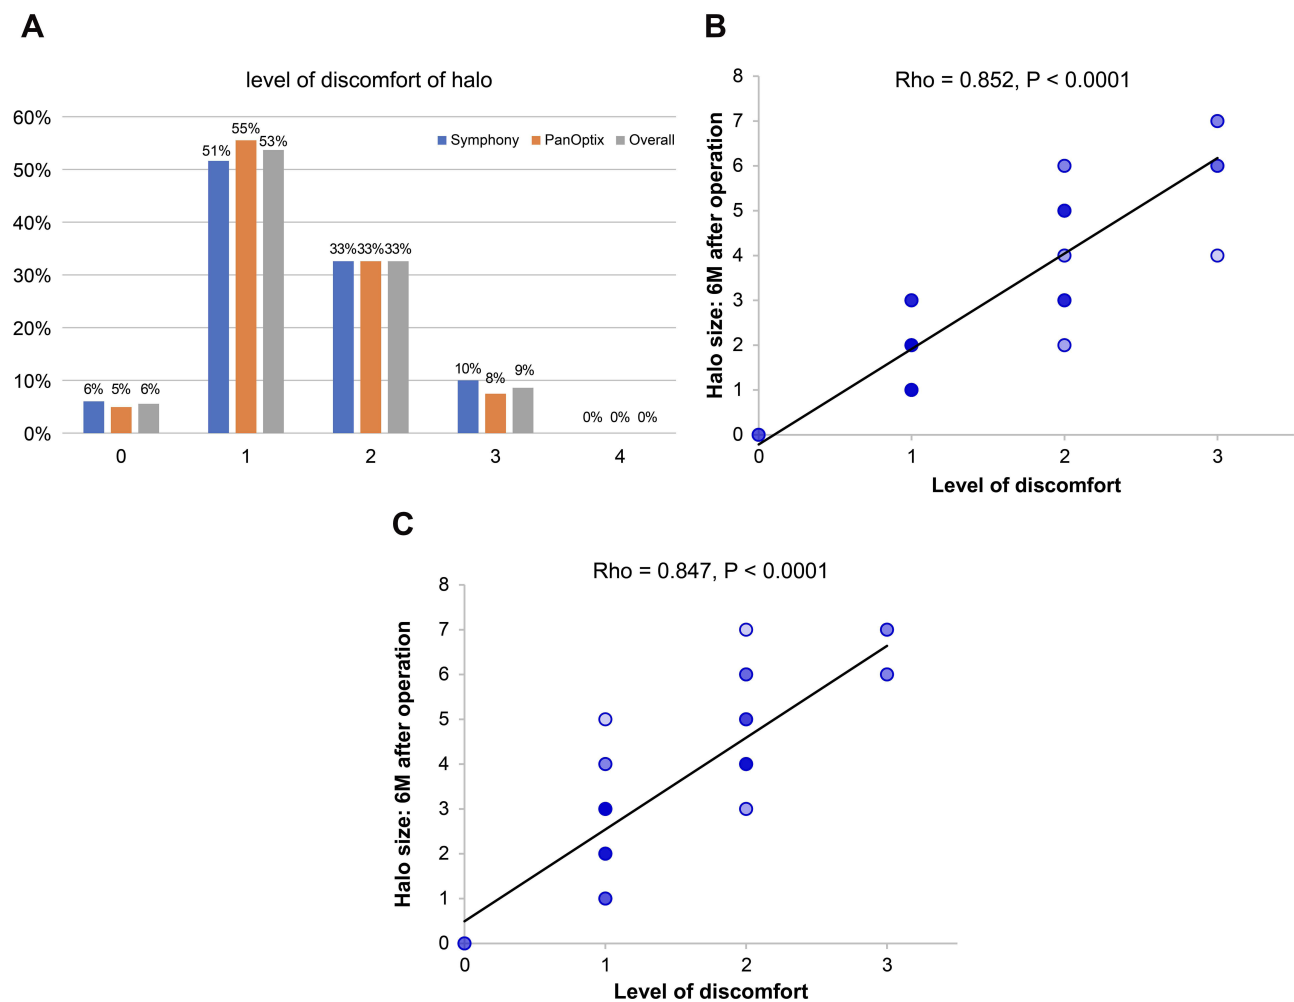 A
level of discomfort of halo
Symphony PanOptix Overall
60%
50%
40%
30%
20%
10%
0%
6% 5% 6%
51% 55% 53%
33% 33% 33%
10% 8% 9%
0% 0% 0%
0 1 2 3 4
B
Rho = 0.852, P < 0.0001
Halo size: 6M after operation
8
7
6
5
4
3
2
1
0
0 1 2 3
Level of discomfort
C
Rho = 0.847, P < 0.0001
Halo size: 6M after operation
8
7
6
5
4
3
2
1
0
0 1 2 3
Level of discomfort